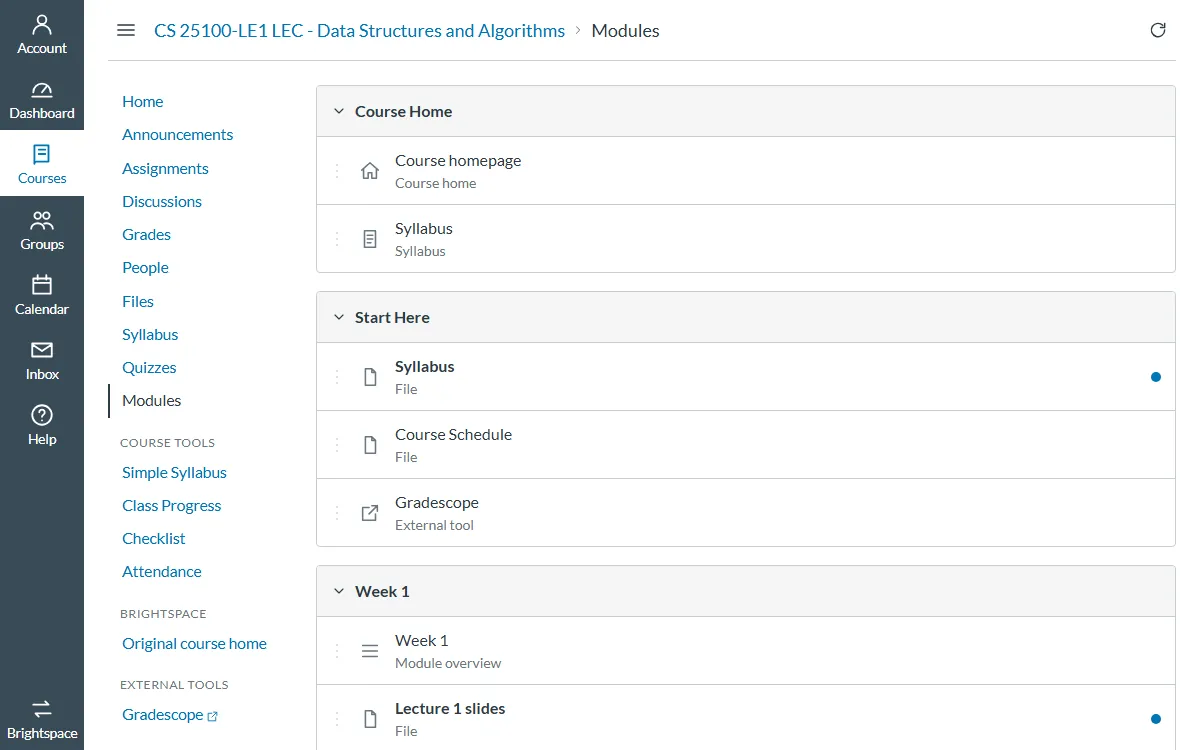 Account
Dashboard
Courses
Groups
Calendar
Inbox
Help
Brightspace
CS 25100-LE1 LEC - Data Structures and Algorithms › Modules
Home
Announcements
Assignments
Discussions
Grades
People
Files
Syllabus
Quizzes
Modules
COURSE TOOLS
Simple Syllabus
Class Progress
Checklist
Attendance
BRIGHTSPACE
Original course home
EXTERNAL TOOLS
Gradescope
Course Home
Course homepage
Course home
Syllabus
Syllabus
Start Here
Syllabus
File
Course Schedule
File
Gradescope
External tool
Week 1
Week 1
Module overview
Lecture 1 slides
File